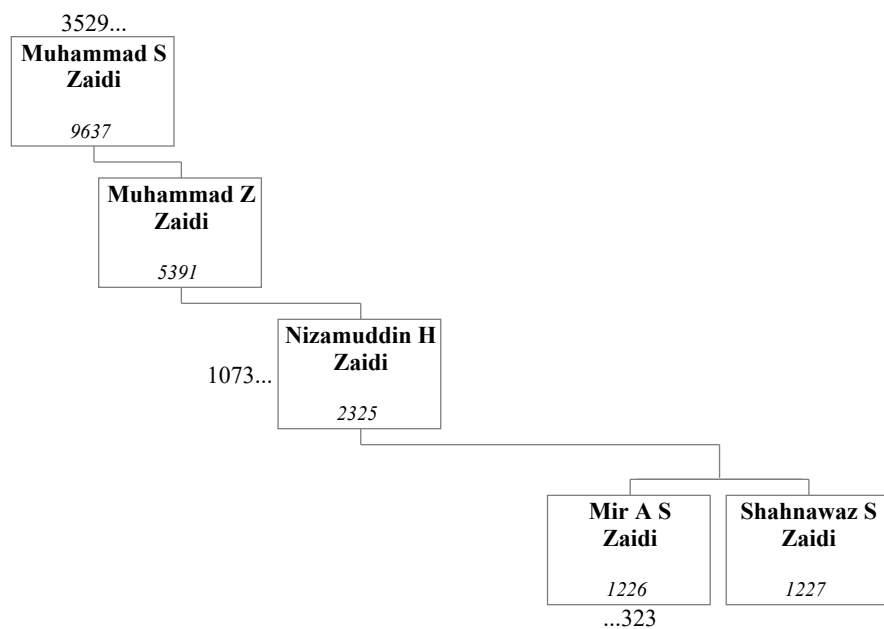 3529...
Muhammad S
Zaidi
9637
Muhammad Z
Zaidi
5391
Nizamuddin H
Zaidi
1073...
2325
Mir A S
Zaidi
1226
...323
Shahnawaz S
Zaidi
1227